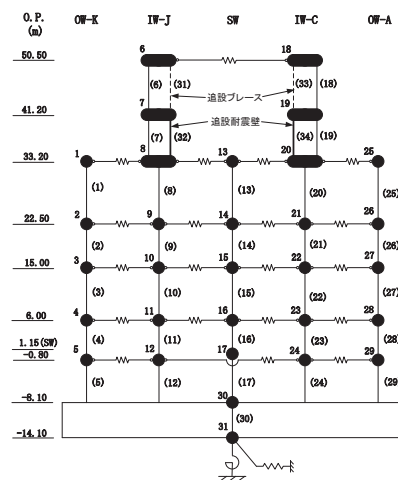 O.P. OW-K IW-J SW IW-C OW-A
(m)
6 18
50.50
(6) (31) (33) (18)
追設ブレース
41.20 7 19
追設耐震壁
(7) (32) (34) (19)
33.20 1 8 13 20 25
(1) (8) (13) (20) (25)
22.50 2 9 14 21 26
(2) (9) (14) (21) (26)
15.00 3 10 15 22 27
(3) (10) (15) (22) (27)
6.00 4 11 16 23 28
(4) (11) (16) (23) (28)
1.15(SW) 17
-0.80 5 12 24 29
(5) (12) (17) (24) (29
-8.10 30
(30)
-14.10 31